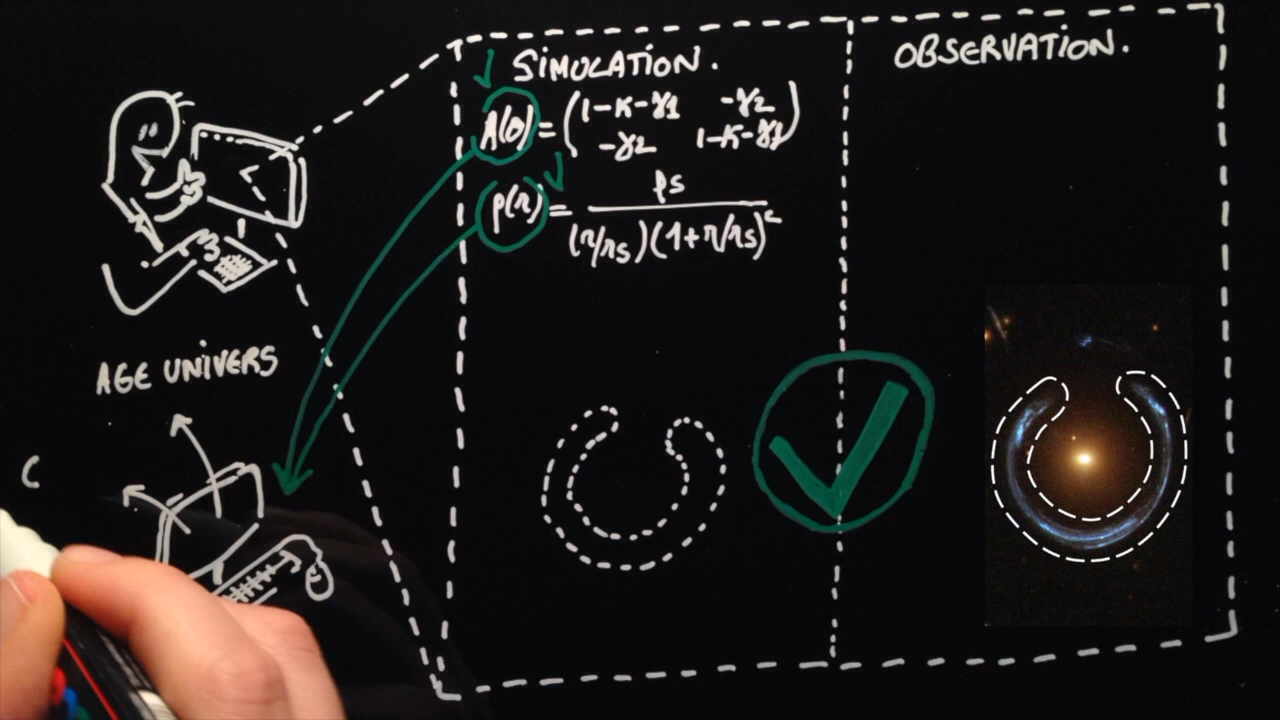 SIMULATION.
A(θ) = (1-κ-γ1 -γ2
-γ2 1-κ-γ1)
ρ(r) = ρs
(r/rs)(1+r/rs)²
OBSERVATION.
AGE UNIVERS
C